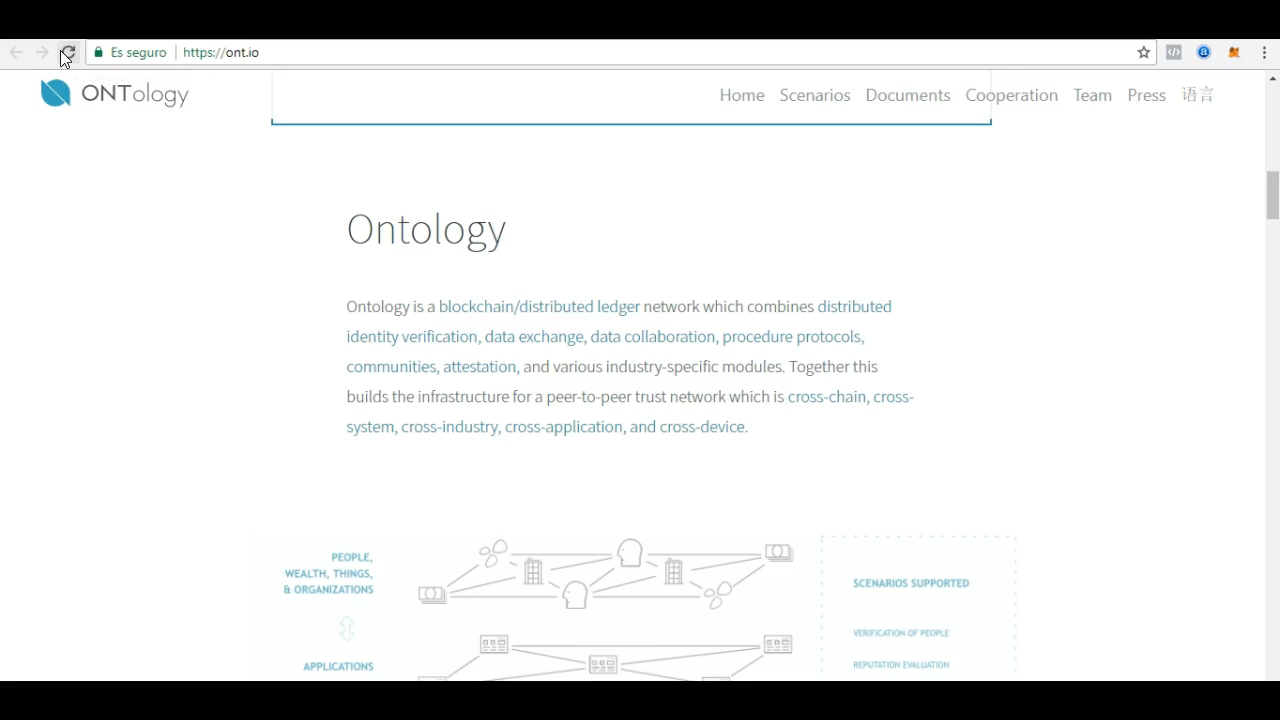 Es seguro https://ont.io
ONTology Home Scenarios Documents Cooperation Team Press 语言
Ontology
Ontology is a blockchain/distributed ledger network which combines distributed
identity verification, data exchange, data collaboration, procedure protocols,
communities, attestation, and various industry-specific modules. Together this
builds the infrastructure for a peer-to-peer trust network which is cross-chain, cross-
system, cross-industry, cross-application, and cross-device.
PEOPLE,
WEALTH, THINGS,
& ORGANIZATIONS
APPLICATIONS
SCENARIOS SUPPORTED
VERIFICATION OF PEOPLE
REPUTATION EVALUATION